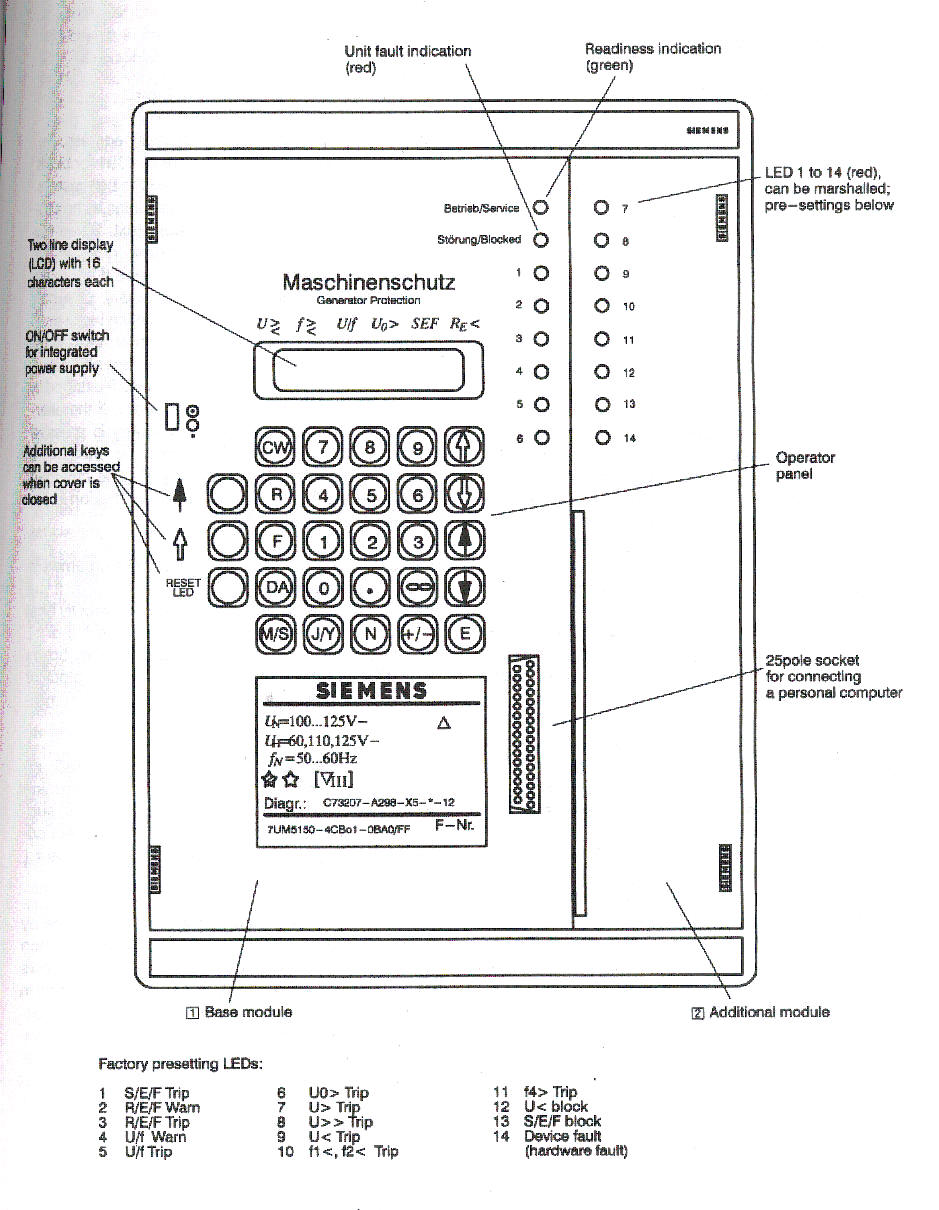 Unit fault indication
(red)
Readiness indication
(green)
SIEMENS
LED 1 to 14 (red),
can be marshalled;
pre-settings below
SIEMENS
SIEMENS
Betrieb/Service
7
Störung/Blocked
8
Two line display
(LCD) with 16
characters each
1
9
Maschinenschutz
Generator Protection
2
10
U≷ f≷ U/f U0> SEF RE<
3
11
ON/OFF switch
for integrated
power supply
4
12
5
13
6
14
Additional keys
can be accessed
when cover is
closed
CW 7 8 9
R 4 5 6
F 1 2 3
RESET
LED
DA 0 .
M/S J/Y N +/- E
Operator
panel
25pole socket
for connecting
a personal computer
SIEMENS
UN=100...125V-
UH=60,110,125V-
fN=50...60Hz
[VIII]
Diagr.: C73207-A298-X5-*-12
7UM5150-4CBo1-0BA0/FF F-Nr.
SIEMENS
SIEMENS
1 Base module
2 Additional module
Factory presetting LEDs:
1 S/E/F Trip
2 R/E/F Warn
3 R/E/F Trip
4 U/f Warn
5 U/f Trip
6 U0> Trip
7 U> Trip
8 U>> Trip
9 U< Trip
10 f1<, f2< Trip
11 f4> Trip
12 U< block
13 S/E/F block
14 Device fault
(hardware fault)